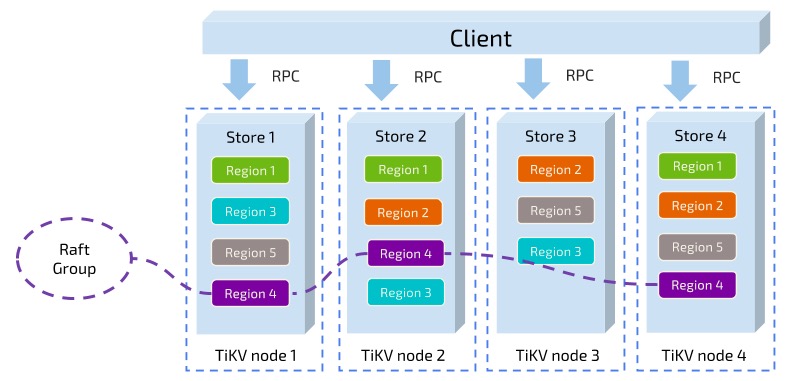 Client
RPC
RPC
RPC
RPC
Store 1
Region 1
Region 3
Region 5
Region 4
TiKV node 1
Store 2
Region 1
Region 2
Region 4
Region 3
TiKV node 2
Store 3
Region 2
Region 5
Region 3
TiKV node 3
Store 4
Region 1
Region 2
Region 5
Region 4
TiKV node 4
Raft
Group